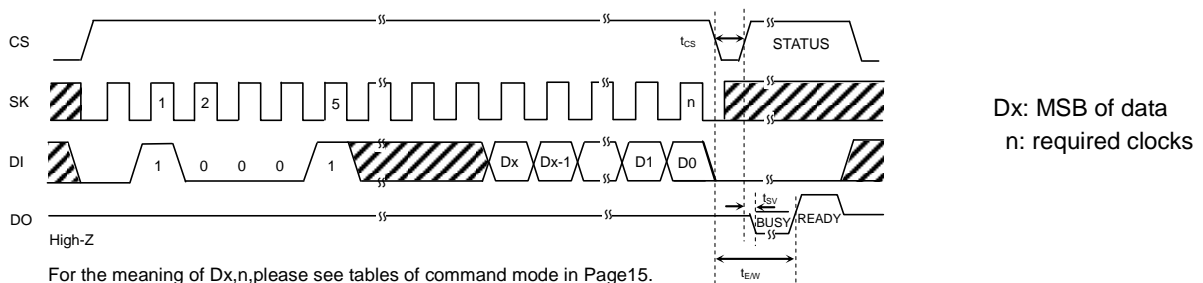 CS
tCS
STATUS
SK
1 2 5 n
DI
1 0 0 0 1 Dx Dx-1 D1 D0
DO
High-Z
tSV
BUSY
READY
tE/W
Dx: MSB of data
n: required clocks
For the meaning of Dx,n,please see tables of command mode in Page15.